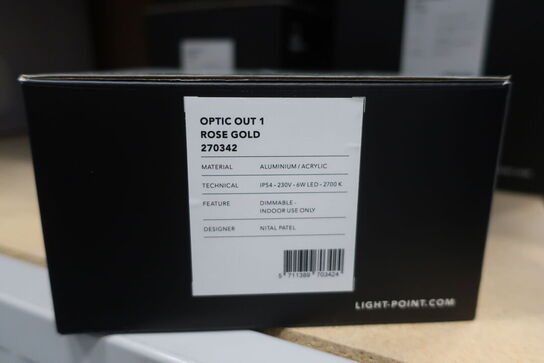 OPTIC OUT 1
ROSE GOLD
270342
MATERIAL ALUMINIUM / ACRYLIC
TECHNICAL IP54 - 230V - 6W LED - 2700 K
FEATURE DIMMABLE -
INDOOR USE ONLY
DESIGNER NITAL PATEL
5 711389 703424
LIGHT-POINT.COM